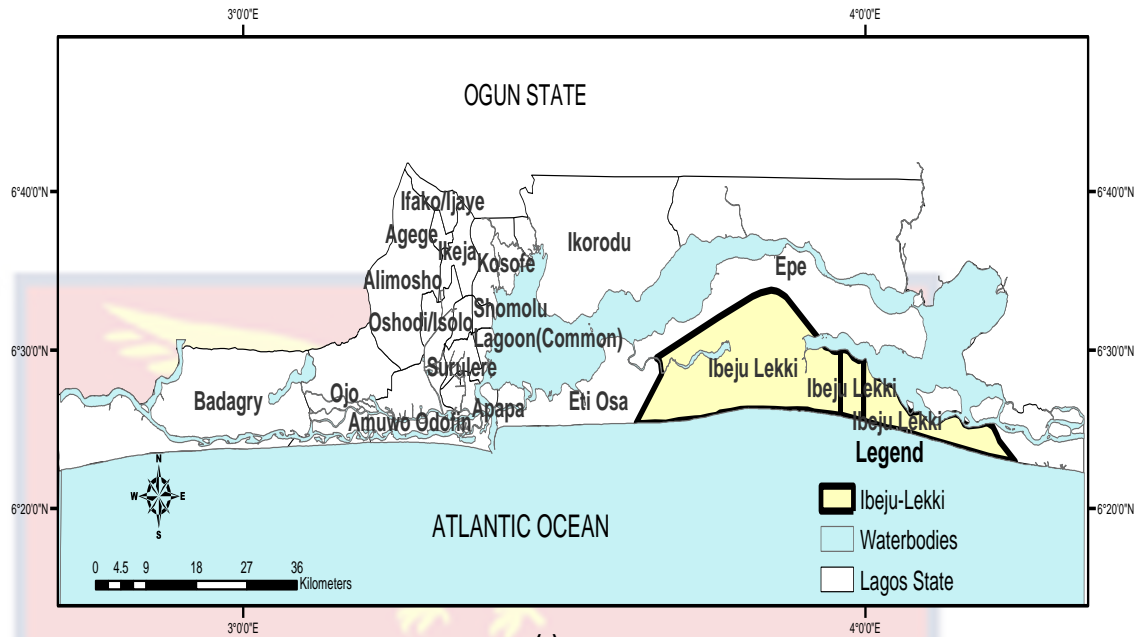 3°0'0"E 4°0'0"E
OGUN STATE
6°40'0"N 6°40'0"N
Ifako/Ijaye
Agege
Ikeja
Ikorodu
Kosofe
Epe
Alimosho
Shomolu
Oshodi/Isolo
Lagoon(Common)
6°30'0"N 6°30'0"N
Surulere
Ibeju Lekki
Ibeju Lekki
Ojo
Badagry
Apapa
Eti Osa
Amuwo Odofin
Ibeju Lekki
Legend
N
W E
S
Ibeju-Lekki
6°20'0"N 6°20'0"N
ATLANTIC OCEAN
Waterbodies
0 4.5 9 18 27 36
Kilometers
Lagos State
3°0'0"E 4°0'0"E